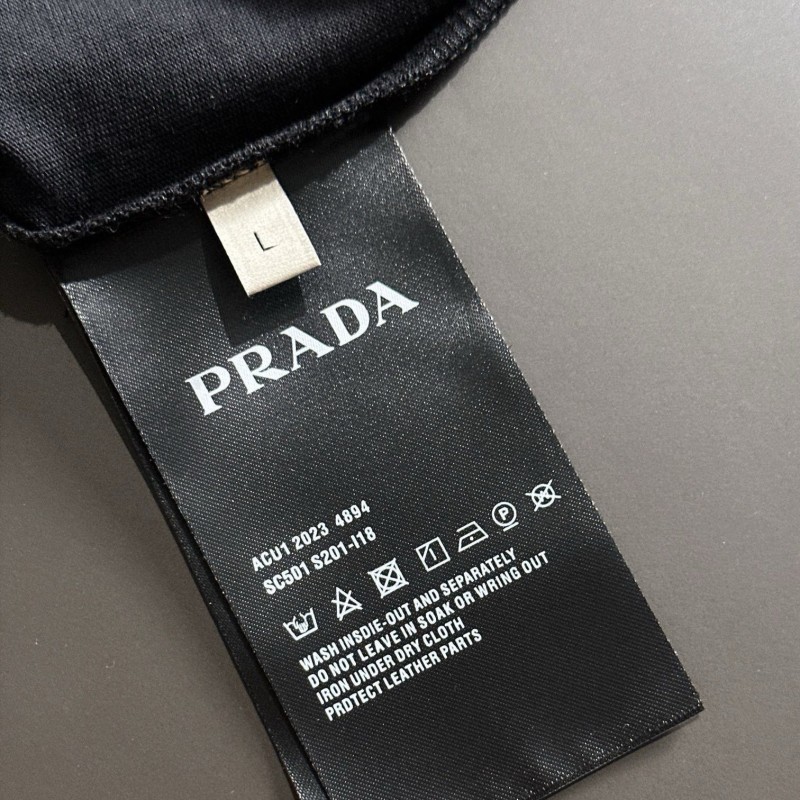 L
PRADA
ACU1 2023 4894
SC501 S201-I18
P
WASH INSDIE-OUT AND SEPARATELY
DO NOT LEAVE IN SOAK OR WRING OUT
IRON UNDER DRY CLOTH
PRDTECT LEATHER PARTS